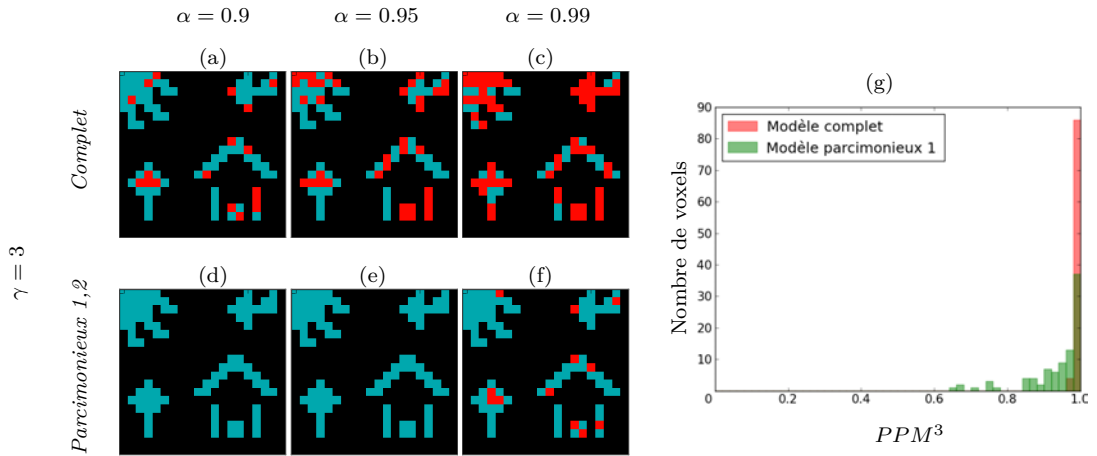 α = 0.9 α = 0.95 α = 0.99
(a) (b) (c)
Complet
γ = 3
(d) (e) (f)
Parcimonieux 1,2
(g)
90
80
70
60
50
40
30
20
10
0
Modèle complet
Modèle parcimonieux 1
Nombre de voxels
0.2 0.4 0.6 0.8 1.0
PPM³